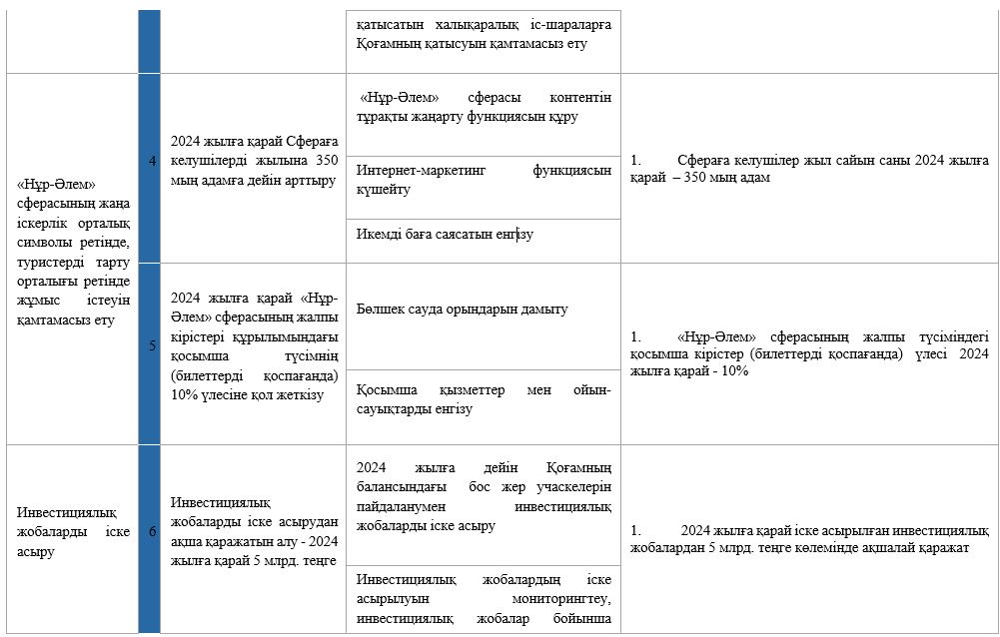 қатысатын халықаралық іс-шараларға
Қоғамның қатысуын қамтамасыз ету
«Нұр-Әлем»
сферасының жаңа
іскерлік орталық
символы ретінде,
туристерді тарту
орталығы ретінде
жұмыс істеуін
қамтамасыз ету
4
2024 жылға қарай Сфераға
келушілерді жылына 350
мың адамға дейін арттыру
«Нұр-Әлем» сферасы контентін
тұрақты жаңарту функциясын құру
Интернет-маркетинг функциясын
күшейту
Икемді баға саясатын енгізу
1. Сфераға келушілер жыл сайын саны 2024 жылға
қарай – 350 мың адам
5
2024 жылға қарай «Нұр-
Әлем» сферасының жалпы
кірістері құрылымындағы
қосымша түсімнің
(билеттерді қоспағанда)
10% үлесіне қол жеткізу
Бөлшек сауда орындарын дамыту
Қосымша қызметтер мен ойын-
сауықтарды енгізу
1. «Нұр-Әлем» сферасының жалпы түсіміндегі
қосымша кірістер (билеттерді қоспағанда) үлесі 2024
жылға қарай - 10%
Инвестициялық
жобаларды іске
асыру
6
Инвестициялық
жобаларды іске асырудан
ақша қаражатын алу - 2024
жылға қарай 5 млрд. теңге
2024 жылға дейін Қоғамның
балансындағы бос жер учаскелерін
пайдаланумен инвестициялық
жобаларды іске асыру
Инвестициялық жобалардың іске
асырылуын мониторингтеу,
инвестициялық жобалар бойынша
1. 2024 жылға қарай іске асырылған инвестициялық
жобалардан 5 млрд. теңге көлемінде ақшалай қаражат